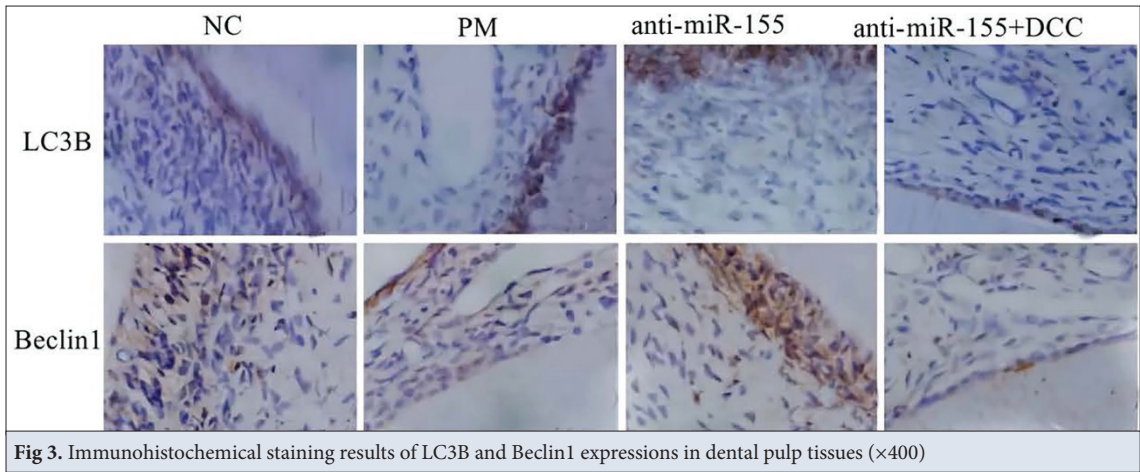 NC PM anti-miR-155 anti-miR-155+DCC
LC3B
Beclin1
Fig 3. Immunohistochemical staining results of LC3B and Beclin1 expressions in dental pulp tissues (×400)